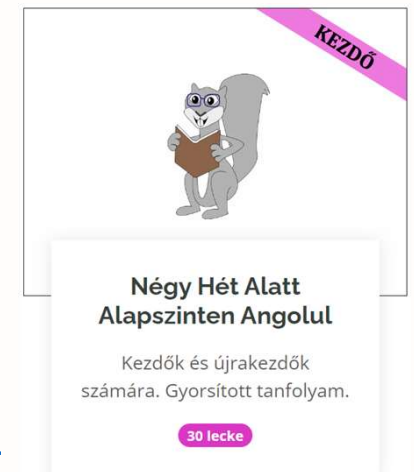 KEZDŐ
Négy Hét Alatt
Alapszinten Angolul
Kezdők és újrakezdők
számára. Gyorsított tanfolyam.
30 lecke